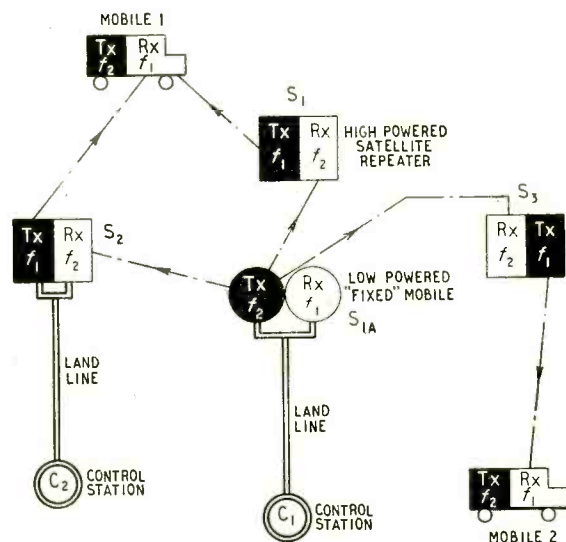 MOBILE 1
Tx
f2
Rx
f1
S1
Tx
f1
Rx
f2
HIGH POWERED
SATELLITE
REPEATER
S2
Tx
f1
Rx
f2
S3
Rx
f2
Tx
f1
Tx
f2
Rx
f1
LOW POWERED
"FIXED" MOBILE
S1A
LAND
LINE
LAND
LINE
C2
CONTROL
STATION
C1
CONTROL
STATION
Tx
f2
Rx
f1
MOBILE 2